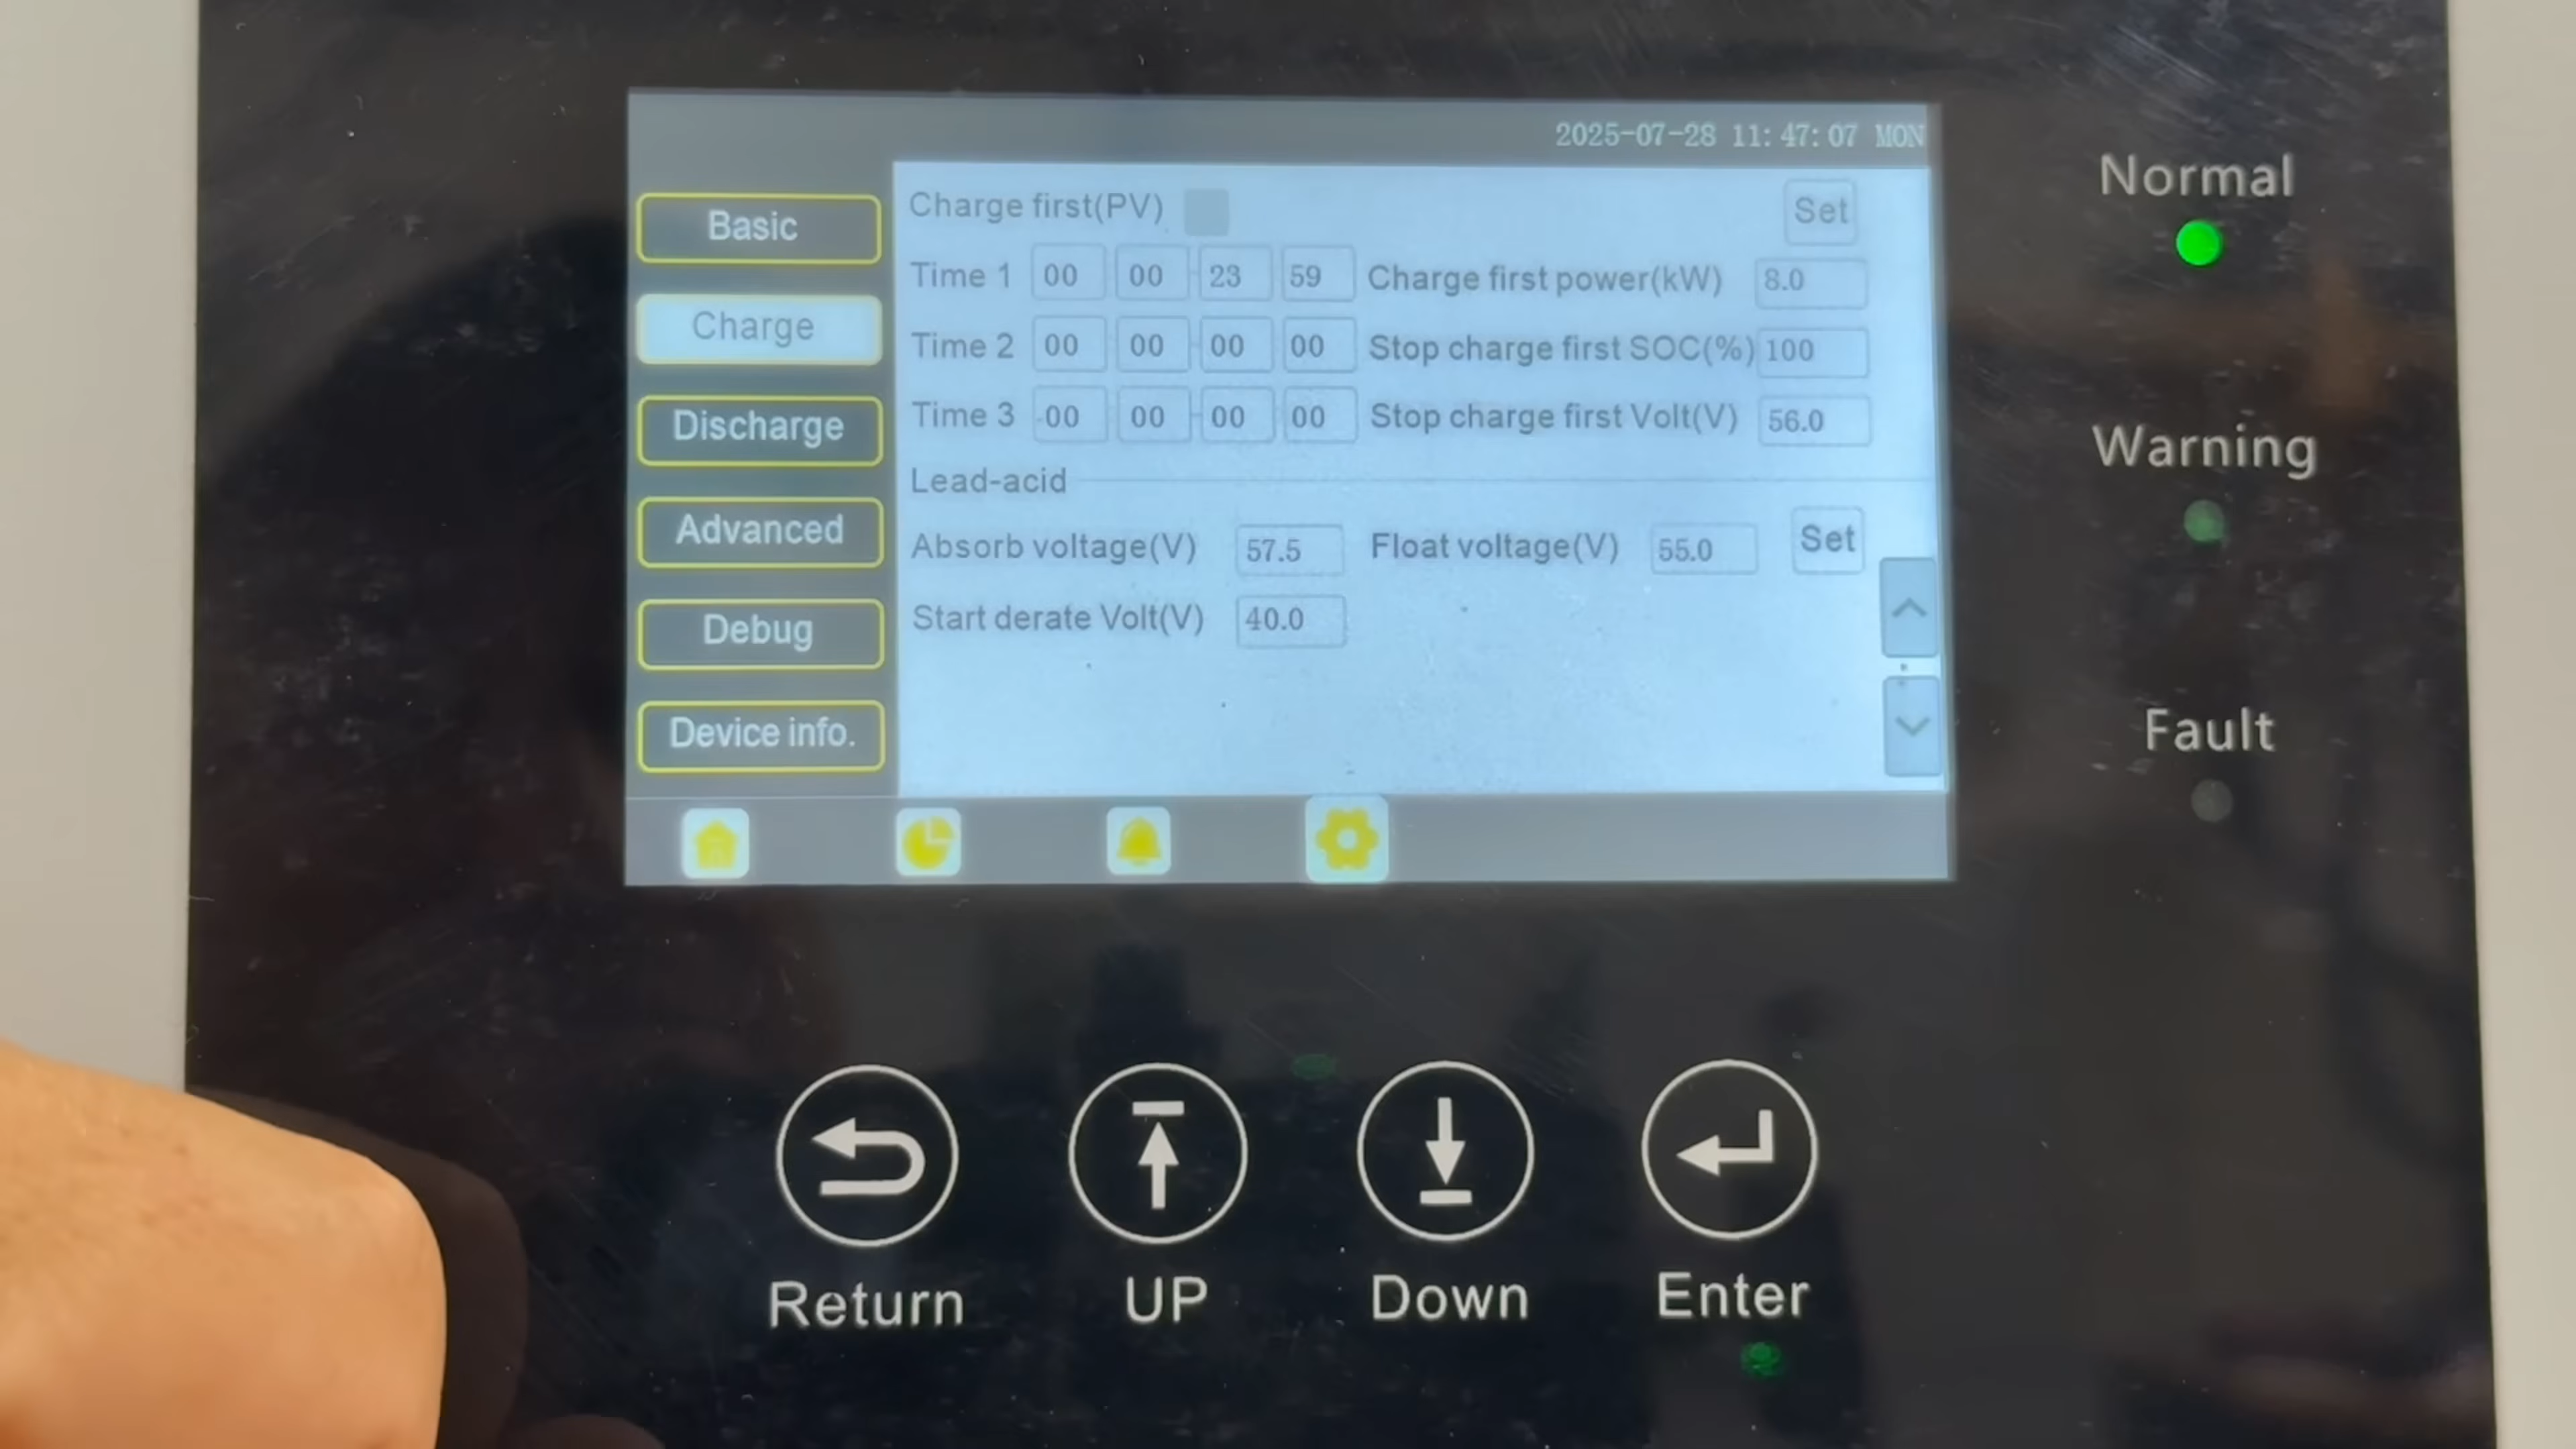 2025-07-28 11:47:07 MON
Basic
Charge
Discharge
Advanced
Debug
Device info.
Charge first(PV) Set
Time 1 00 00 23 59 Charge first power(kW) 8.0
Time 2 00 00 00 00 Stop charge first SOC(%) 100
Time 3 00 00 00 00 Stop charge first Volt(V) 56.0
Lead-acid
Absorb voltage(V) 57.5 Float voltage(V) 55.0 Set
Start derate Volt(V) 40.0
Normal
Warning
Fault
Return UP Down Enter